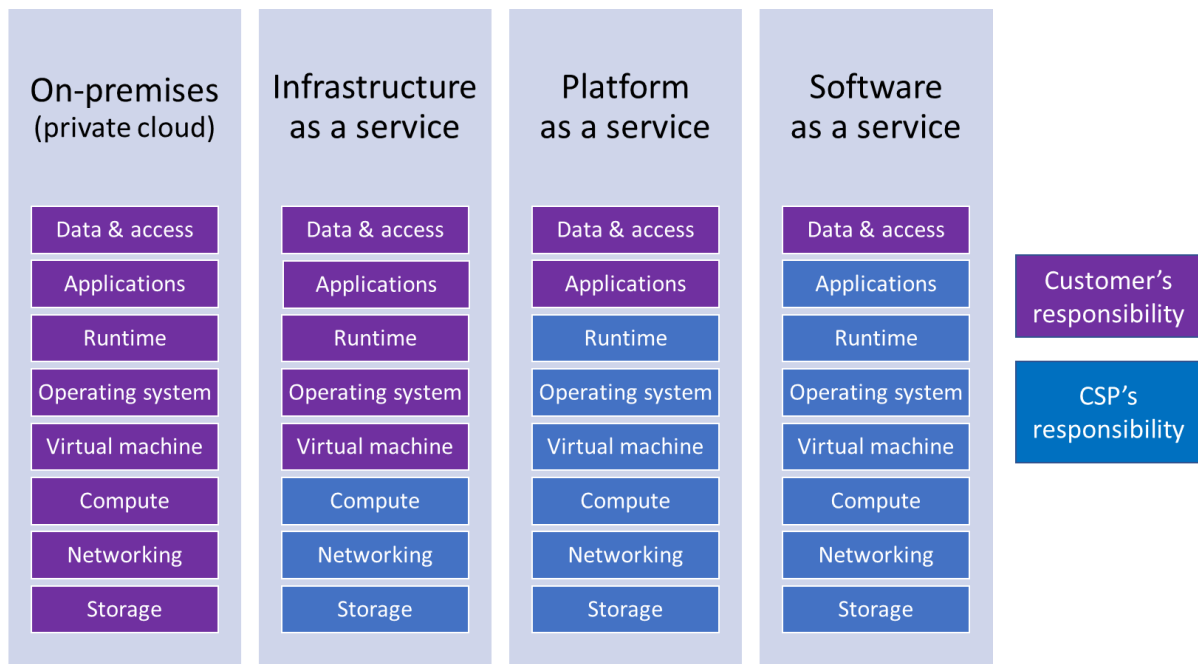 On-premises
(private cloud)
Data & access
Applications
Runtime
Operating system
Virtual machine
Compute
Networking
Storage
Infrastructure
as a service
Data & access
Applications
Runtime
Operating system
Virtual machine
Compute
Networking
Storage
Platform
as a service
Data & access
Applications
Runtime
Operating system
Virtual machine
Compute
Networking
Storage
Software
as a service
Data & access
Applications
Runtime
Operating system
Virtual machine
Compute
Networking
Storage
Customer’s
responsibility
CSP’s
responsibility